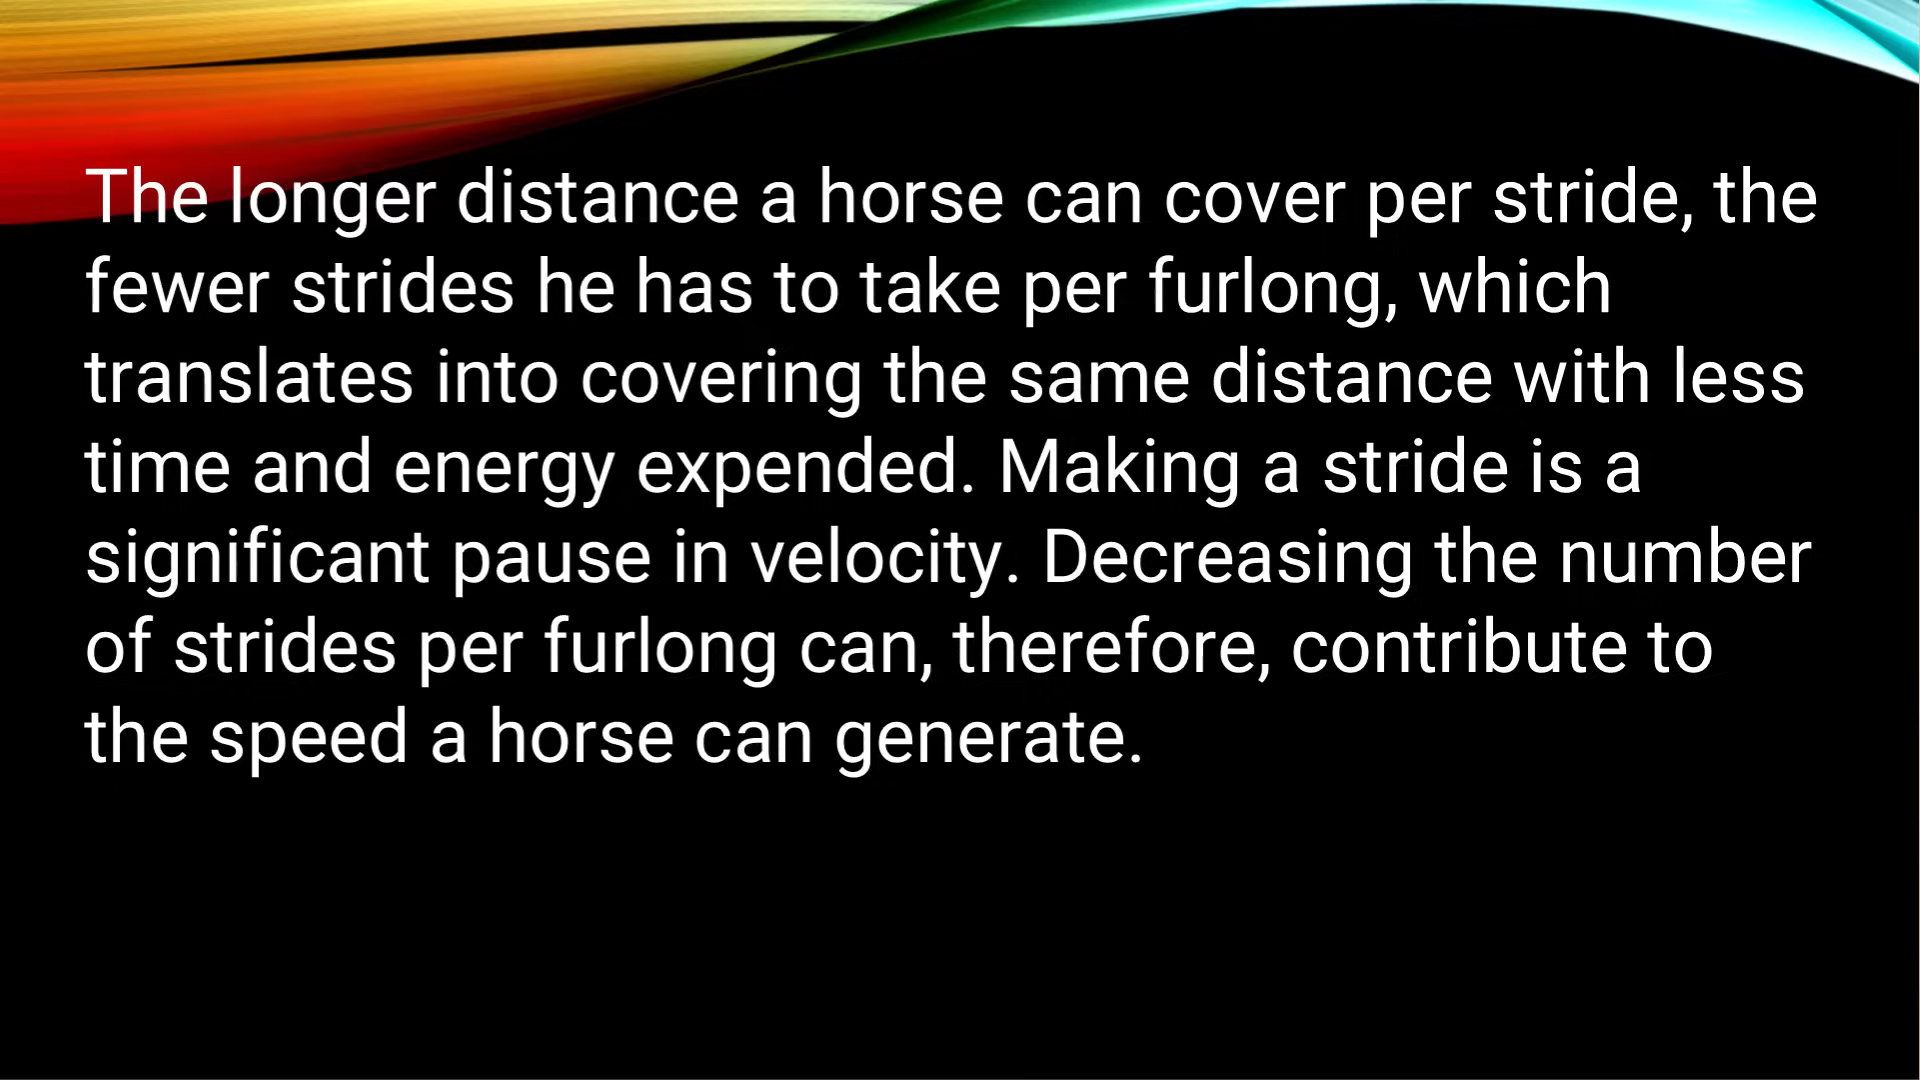 The longer distance a horse can cover per stride, the
fewer strides he has to take per furlong, which
translates into covering the same distance with less
time and energy expended. Making a stride is a
significant pause in velocity. Decreasing the number
of strides per furlong can, therefore, contribute to
the speed a horse can generate.